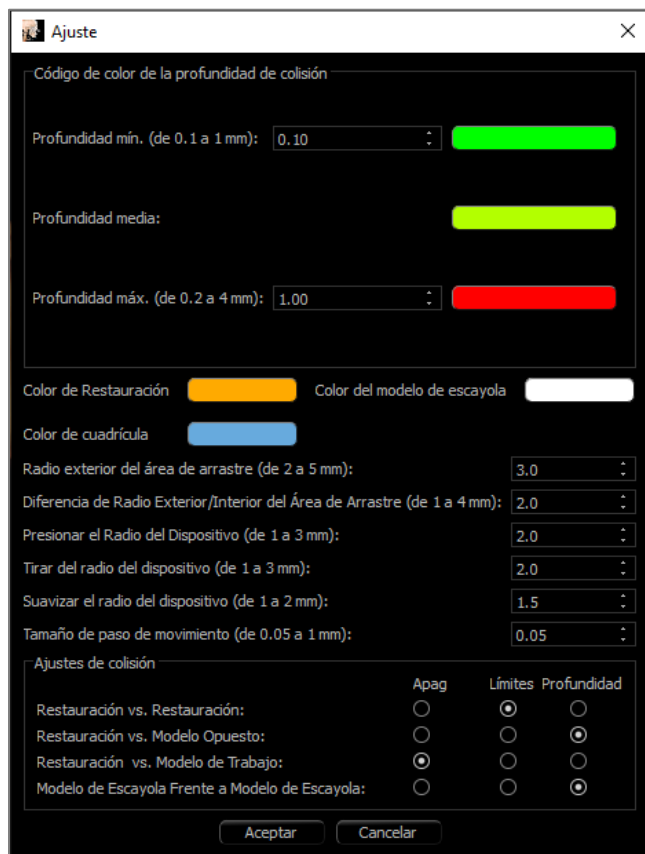 Ajuste
Código de color de la profundidad de colisión
Profundidad mín. (de 0.1 a 1 mm): 0.10
Profundidad media:
Profundidad máx. (de 0.2 a 4 mm): 1.00
Color de Restauración Color del modelo de escayola
Color de cuadrícula
Radio exterior del área de arrastre (de 2 a 5 mm): 3.0
Diferencia de Radio Exterior/Interior del Área de Arrastre (de 1 a 4 mm): 2.0
Presionar el Radio del Dispositivo (de 1 a 3 mm): 2.0
Tirar del radio del dispositivo (de 1 a 3 mm): 2.0
Suavizar el radio del dispositivo (de 1 a 2 mm): 1.5
Tamaño de paso de movimiento (de 0.05 a 1 mm): 0.05
Ajustes de colisión
Apag Límites Profundidad
Restauración vs. Restauración:
Restauración vs. Modelo Opuesto:
Restauración vs. Modelo de Trabajo:
Modelo de Escayola Frente a Modelo de Escayola:
Aceptar Cancelar